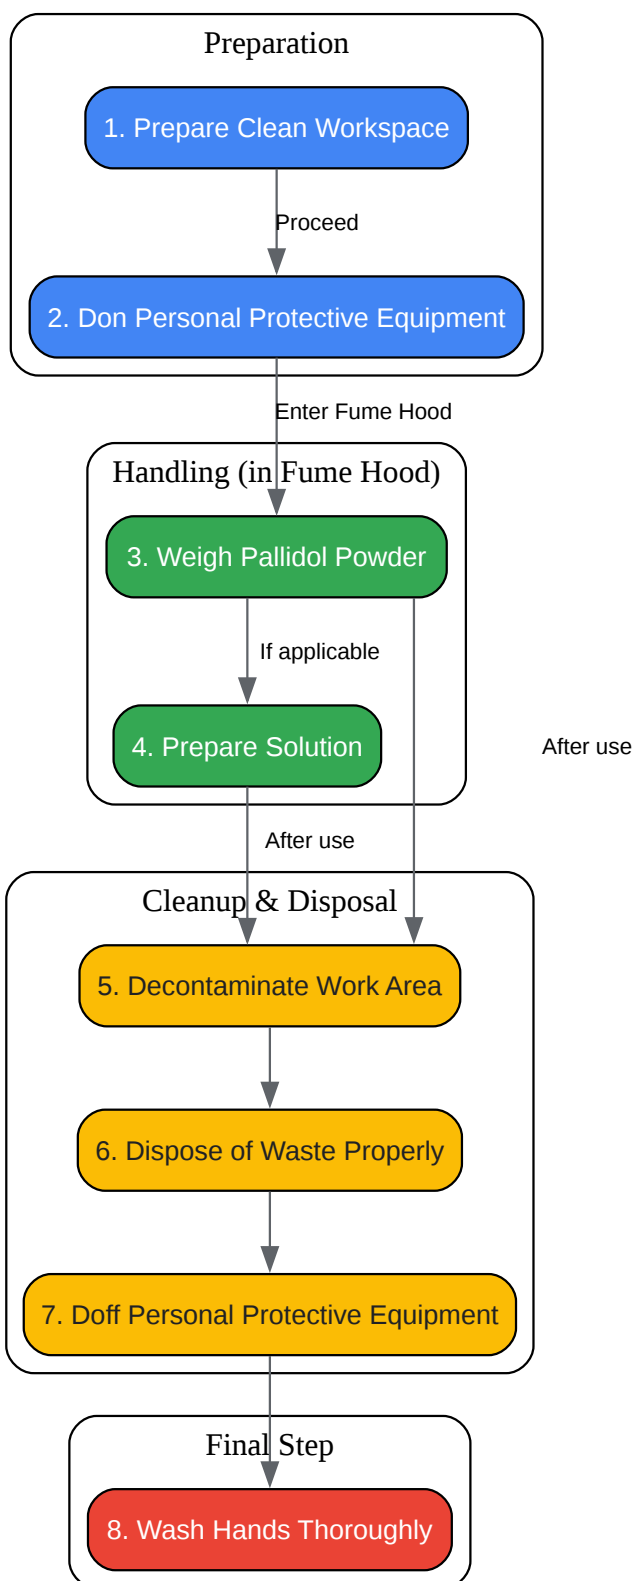 Preparation
1. Prepare Clean Workspace
Proceed
2. Don Personal Protective Equipment
Enter Fume Hood
Handling (in Fume Hood)
3. Weigh Pallidol Powder
If applicable
4. Prepare Solution
After use
After use
Cleanup & Disposal
5. Decontaminate Work Area
6. Dispose of Waste Properly
7. Doff Personal Protective Equipment
Final Step
8. Wash Hands Thoroughly